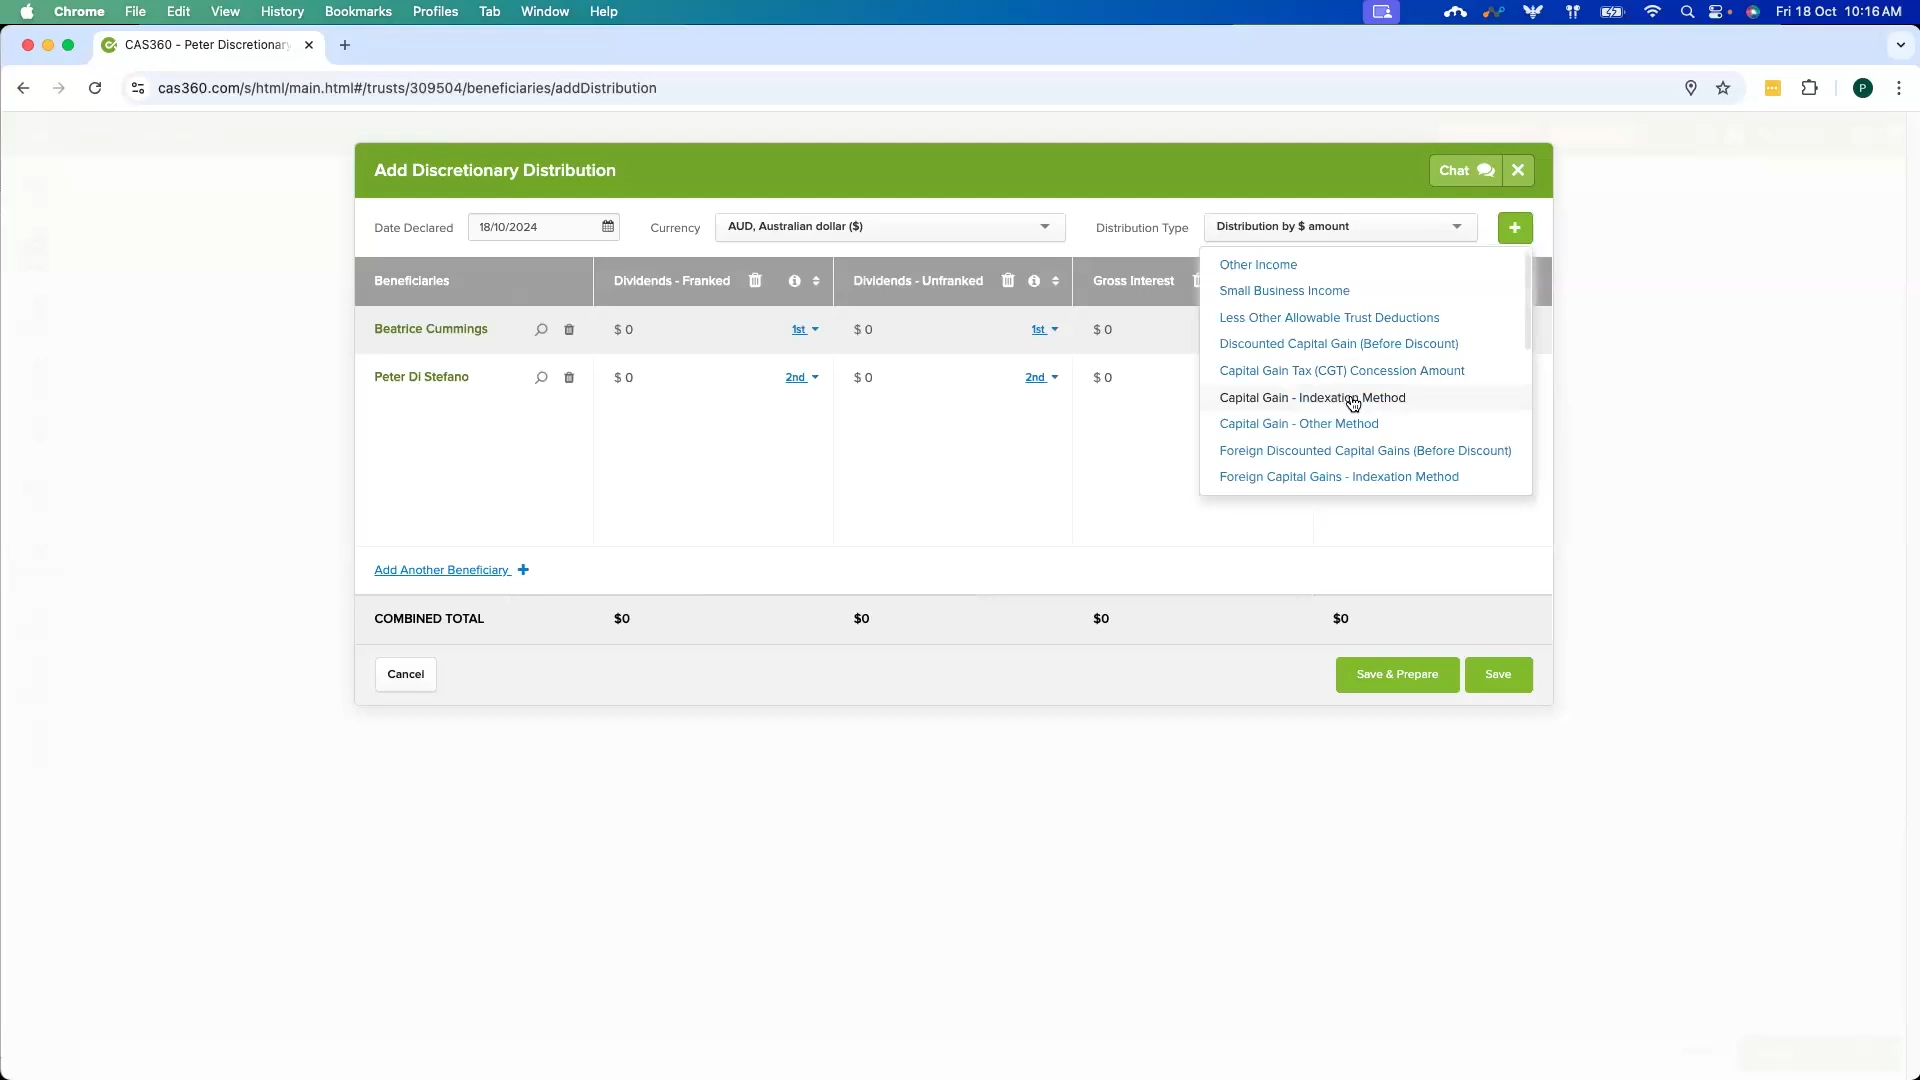 Chrome File Edit View History Bookmarks Profiles Tab Window Help Fri 18 Oct 10:16 AM
CAS360 - Peter Discretionary
cas360.com/s/html/main.html#/trusts/309504/beneficiaries/addDistribution P
Add Discretionary Distribution Chat
Date Declared 18/10/2024 Currency AUD, Australian dollar ($) Distribution Type Distribution by $ amount
Beneficiaries Dividends - Franked Dividends - Unfranked Gross Interest
Other Income
Small Business Income
Less Other Allowable Trust Deductions
Discounted Capital Gain (Before Discount)
Capital Gain Tax (CGT) Concession Amount
Capital Gain - Indexation Method
Capital Gain - Other Method
Foreign Discounted Capital Gains (Before Discount)
Foreign Capital Gains - Indexation Method
Beatrice Cummings $ 0 1st $ 0 1st $ 0
Peter Di Stefano $ 0 2nd $ 0 2nd $ 0
Add Another Beneficiary
COMBINED TOTAL $0 $0 $0 $0
Cancel Save & Prepare Save